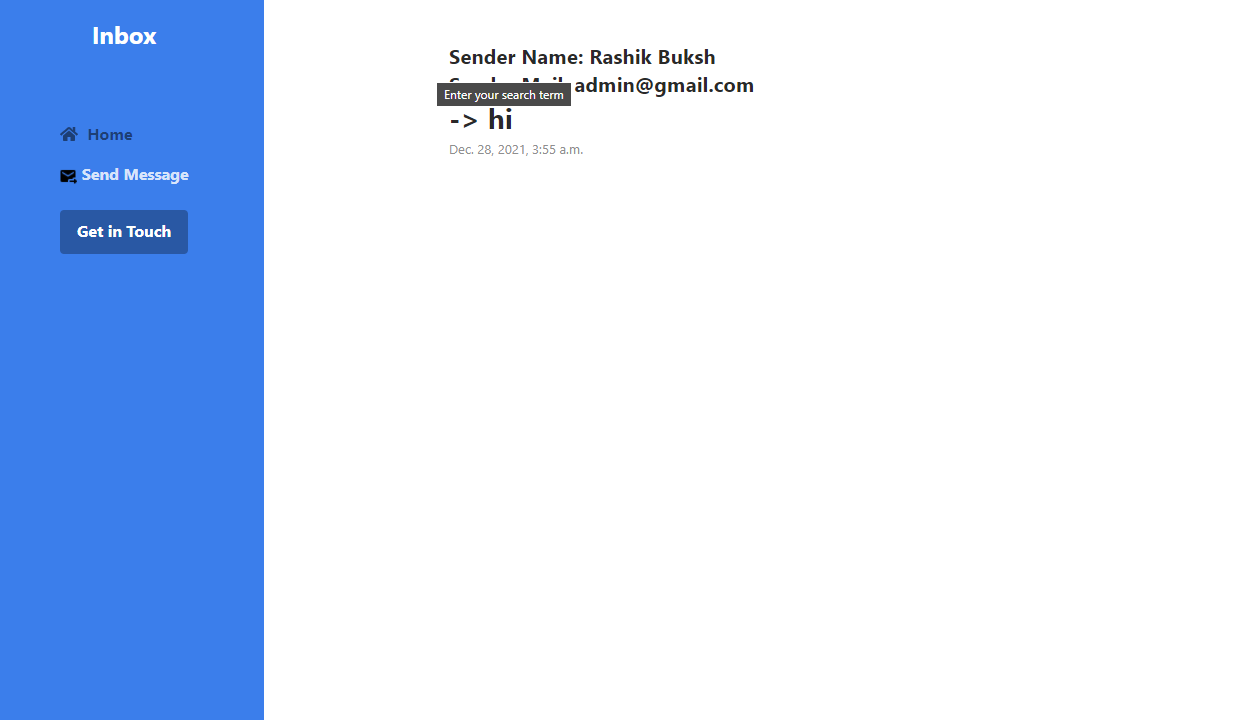 Inbox
Home
Send Message
Get in Touch
Sender Name: Rashik Buksh
admin@gmail.com
Enter your search term
-> hi
Dec. 28, 2021, 3:55 a.m.